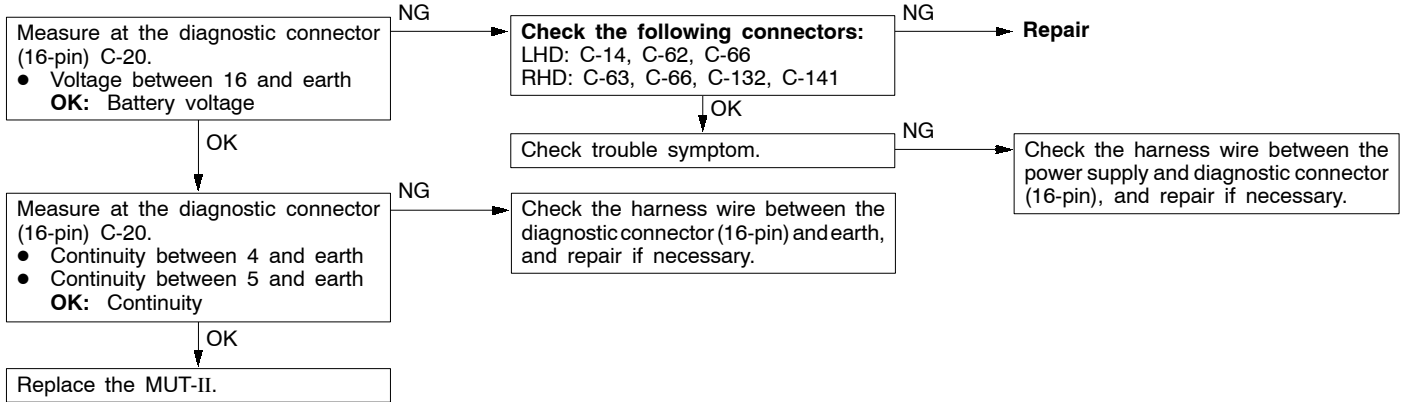 Measure at the diagnostic connector
(16-pin) C-20.
● Voltage between 16 and earth
OK: Battery voltage
NG
Check the following connectors:
LHD: C-14, C-62, C-66
RHD: C-63, C-66, C-132, C-141
NG
Repair
OK
OK
Check trouble symptom.
NG
Check the harness wire between the
power supply and diagnostic connector
(16-pin), and repair if necessary.
Measure at the diagnostic connector
(16-pin) C-20.
● Continuity between 4 and earth
● Continuity between 5 and earth
OK: Continuity
NG
Check the harness wire between the
diagnostic connector (16-pin) and earth,
and repair if necessary.
OK
Replace the MUT-II.